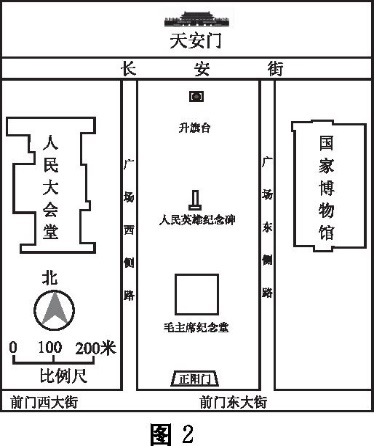 天安门
长安街
升旗台
人民大会堂
广场西侧路
人民英雄纪念碑
广场东侧路
国家博物馆
北
0 100 200米
比例尺
毛主席纪念堂
正阳门
前门西大街
前门东大街
图 2